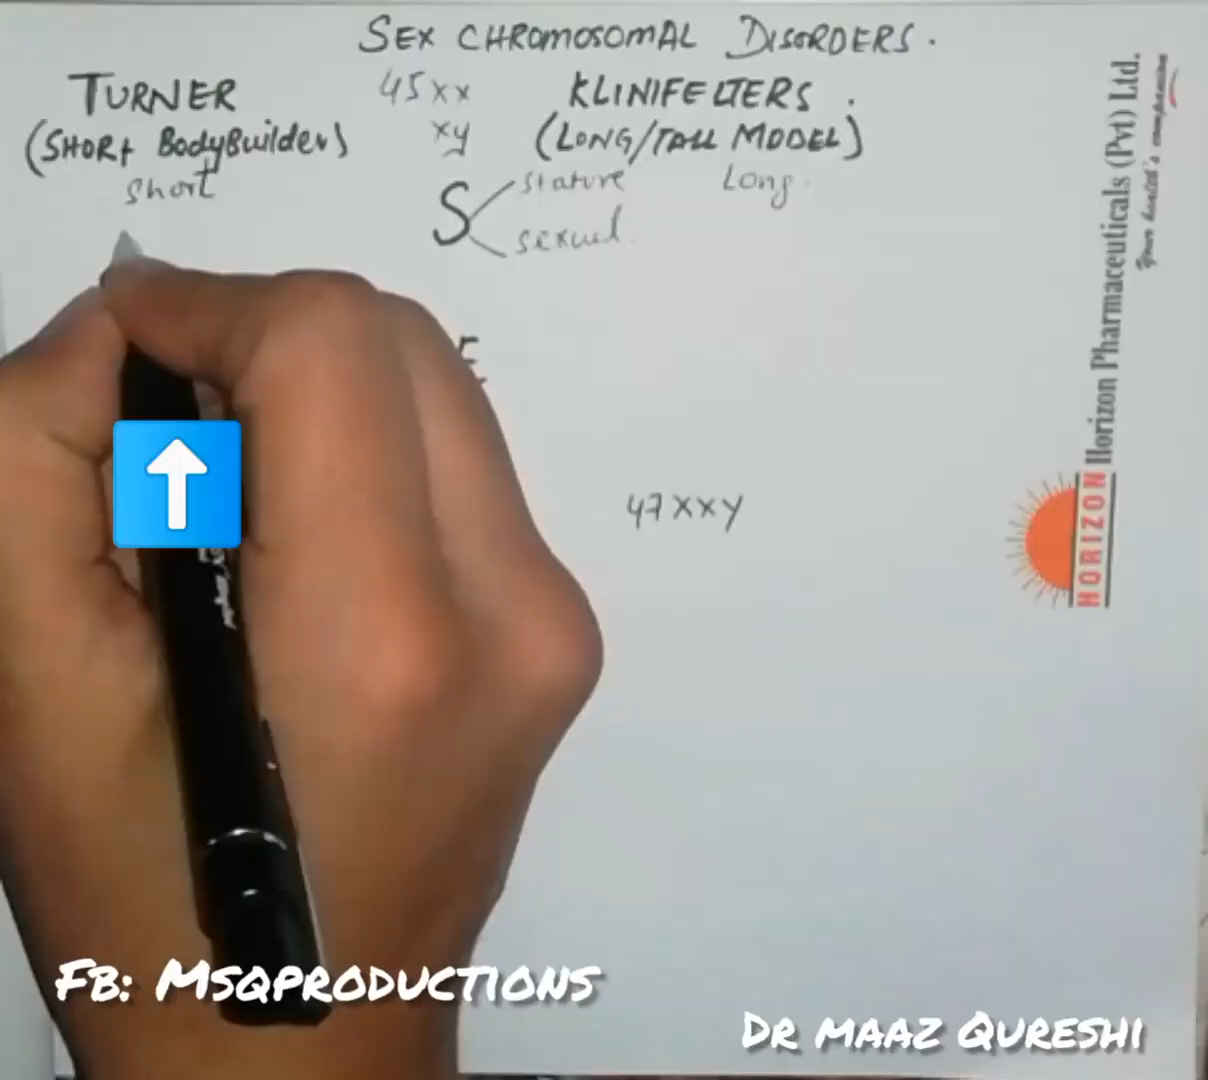 SEX CHROMOSOMAL DISORDERS.
TURNER
45xx
KLINIFELTERS.
(SHORt BodyBuilder)
xy
(LONG/TALL MODEL)
Short
S
Stature
Long.
sexual.
E
47XXY
HORIZON Horizon Pharmaceuticals (Pvt) Ltd.
FB: MSQPRODUCTIONS
DR MAAZ QURESHI